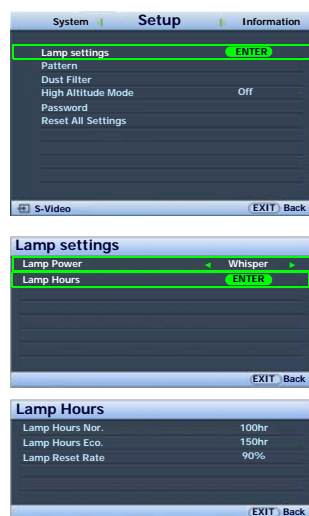 System Setup Information
Lamp settings ENTER
Pattern
Dust Filter
High Altitude Mode Off
Password
Reset All Settings
S-Video EXIT Back
Lamp settings
Lamp Power Whisper
Lamp Hours ENTER
EXIT Back
Lamp Hours
Lamp Hours Nor. 100hr
Lamp Hours Eco. 150hr
Lamp Reset Rate 90%
EXIT Back